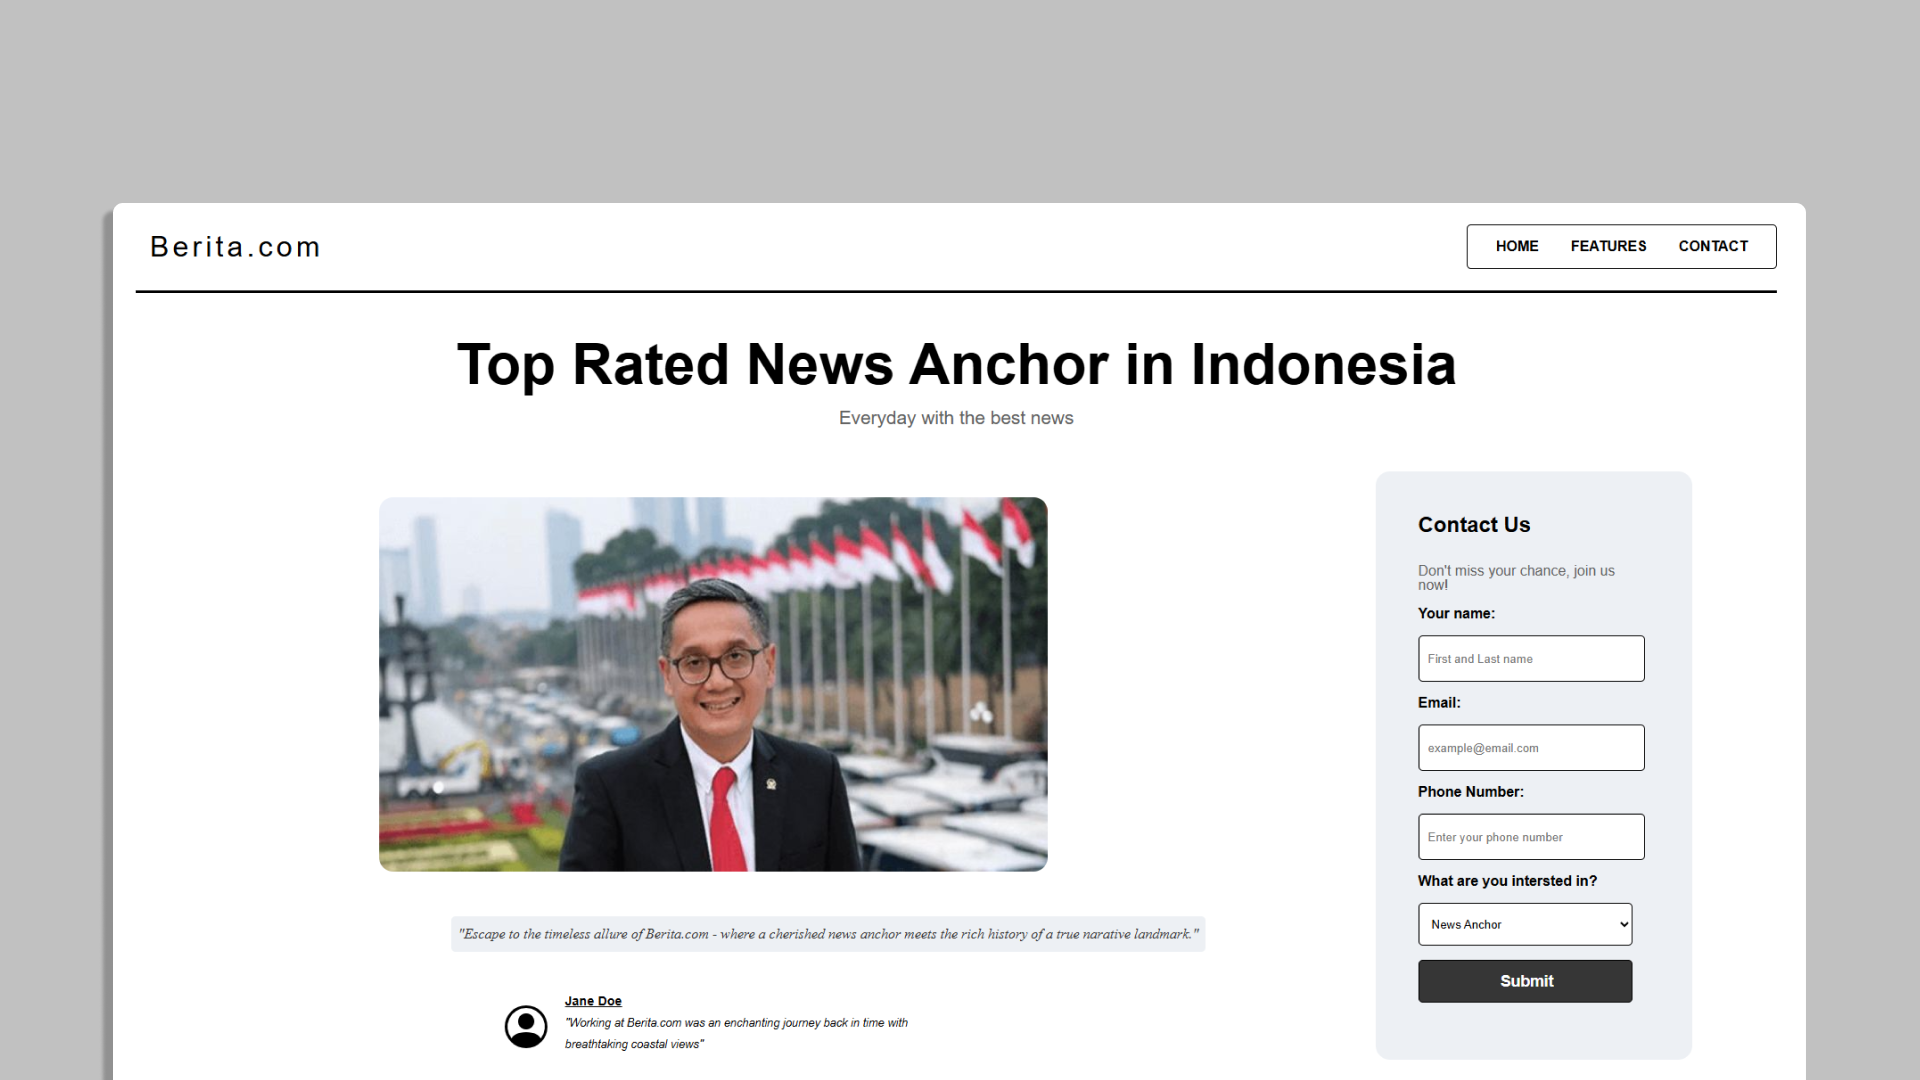 Berita.com
HOME FEATURES CONTACT
Top Rated News Anchor in Indonesia
Everyday with the best news
"Escape to the timeless allure of Berita.com - where a cherished news anchor meets the rich history of a true narative landmark."
Jane Doe
"Working at Berita.com was an enchanting journey back in time with
breathtaking coastal views"
Contact Us
Don't miss your chance, join us
now!
Your name:
First and Last name
Email:
example@email.com
Phone Number:
Enter your phone number
What are you intersted in?
News Anchor
Submit